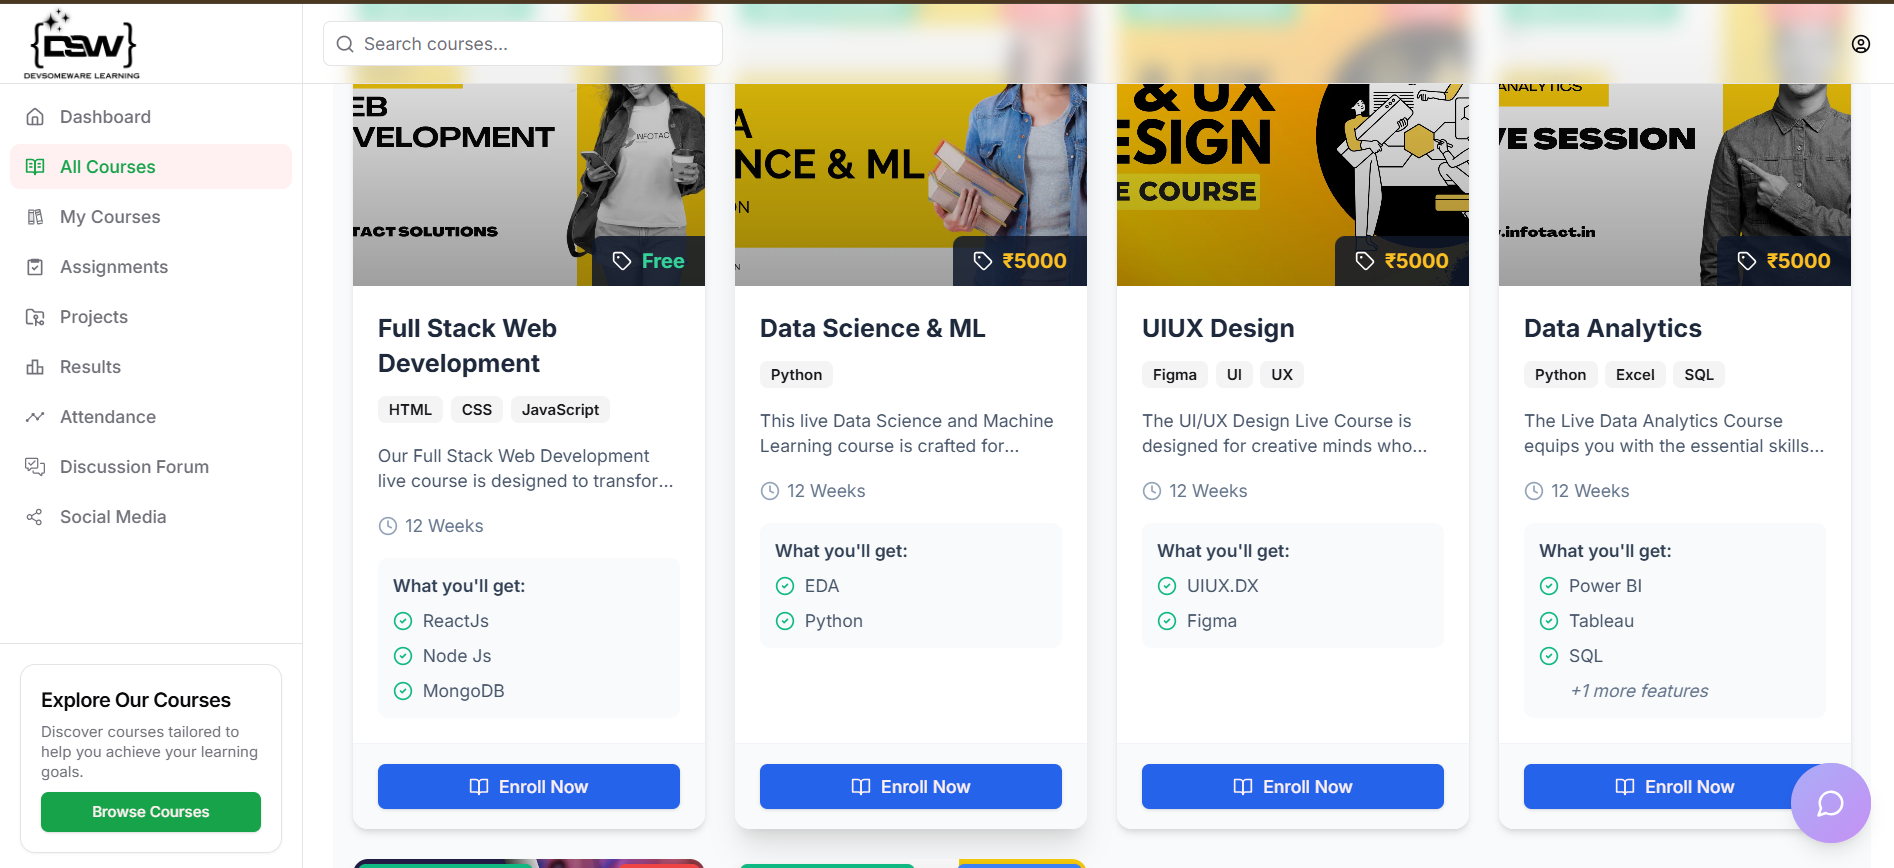 DSW
DEVSOMEWARE LEARNING
Search courses...
Dashboard
All Courses
My Courses
Assignments
Projects
Results
Attendance
Discussion Forum
Social Media
Explore Our Courses
Discover courses tailored to
help you achieve your learning
goals.
Browse Courses
EB
VELOPMENT
INFOTAC
TACT SOLUTIONS
Free
Full Stack Web
Development
HTML
CSS
JavaScript
Our Full Stack Web Development
live course is designed to transfor...
12 Weeks
What you'll get:
ReactJs
Node Js
MongoDB
Enroll Now
A
NCE & ML
ON
N
₹5000
Data Science & ML
Python
This live Data Science and Machine
Learning course is crafted for...
12 Weeks
What you'll get:
EDA
Python
Enroll Now
& UX
ESIGN
E COURSE
₹5000
UIUX Design
Figma
UI
UX
The UI/UX Design Live Course is
designed for creative minds who...
12 Weeks
What you'll get:
UIUX.DX
Figma
Enroll Now
ANALYTICS
VE SESSION
.infotact.in
₹5000
Data Analytics
Python
Excel
SQL
The Live Data Analytics Course
equips you with the essential skills...
12 Weeks
What you'll get:
Power BI
Tableau
SQL
+1 more features
Enroll Now